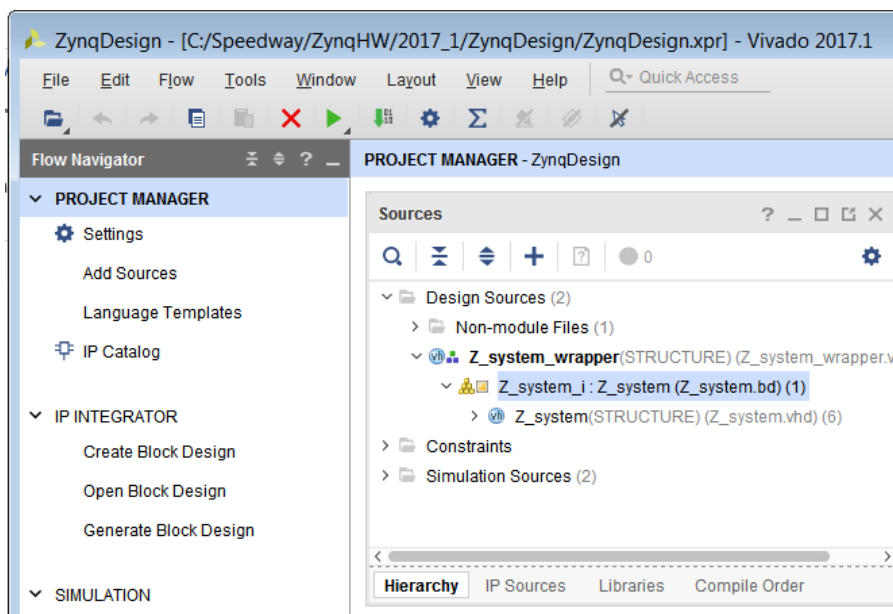 ZynqDesign - [C:/Speedway/ZynqHW/2017_1/ZynqDesign/ZynqDesign.xpr] - Vivado 2017.1
File Edit Flow Tools Window Layout View Help Quick Access
Flow Navigator
PROJECT MANAGER - ZynqDesign
PROJECT MANAGER
Settings
Add Sources
Language Templates
IP Catalog
IP INTEGRATOR
Create Block Design
Open Block Design
Generate Block Design
SIMULATION
Sources
0
Design Sources (2)
Non-module Files (1)
Z_system_wrapper(STRUCTURE) (Z_system_wrapper.v
Z_system_i : Z_system (Z_system.bd) (1)
Z_system(STRUCTURE) (Z_system.vhd) (6)
Constraints
Simulation Sources (2)
Hierarchy IP Sources Libraries Compile Order